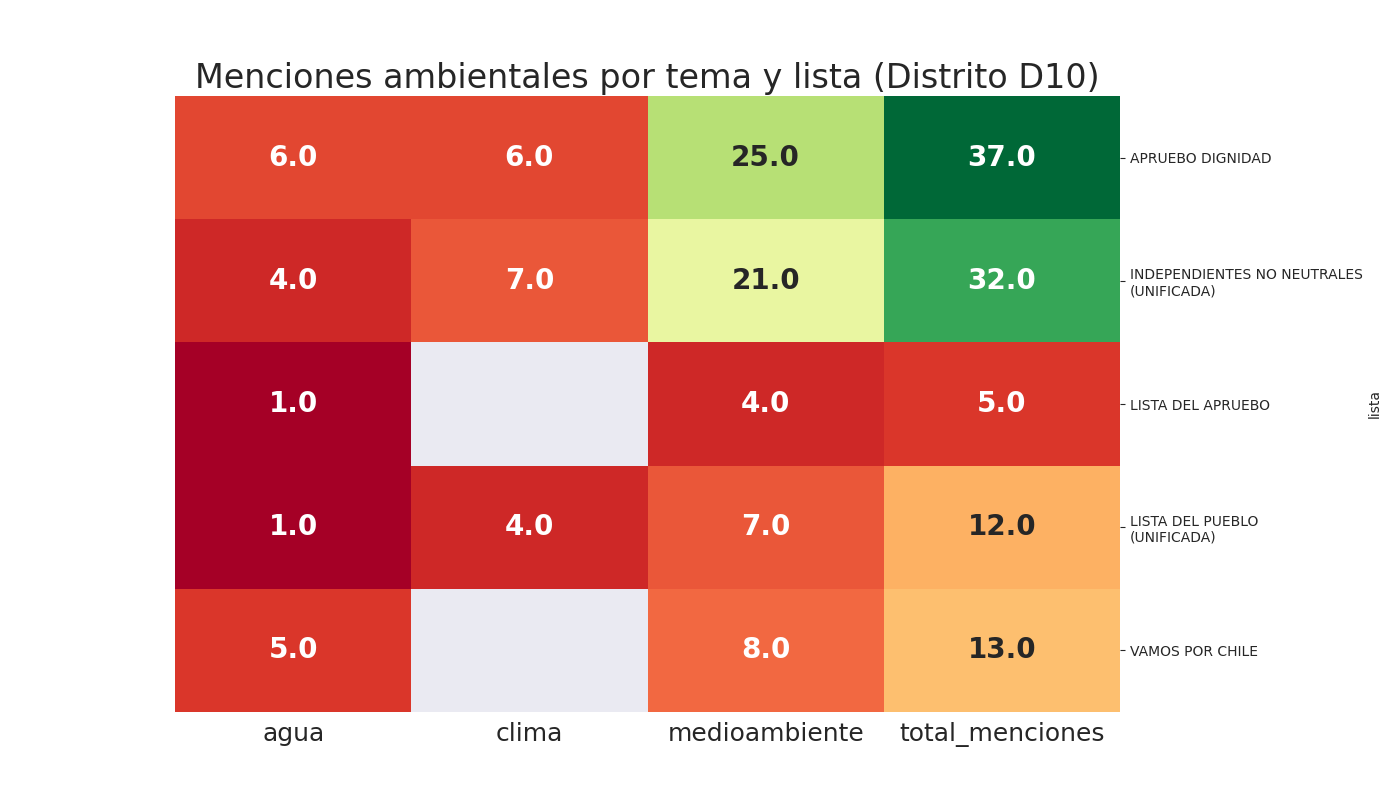 Menciones ambientales por tema y lista (Distrito D10)
6.0 6.0 25.0 37.0 APRUEBO DIGNIDAD
4.0 7.0 21.0 32.0 INDEPENDIENTES NO NEUTRALES
(UNIFICADA)
1.0 4.0 5.0 LISTA DEL APRUEBO
lista
1.0 4.0 7.0 12.0 LISTA DEL PUEBLO
(UNIFICADA)
5.0 8.0 13.0 VAMOS POR CHILE
agua clima medioambiente total_menciones